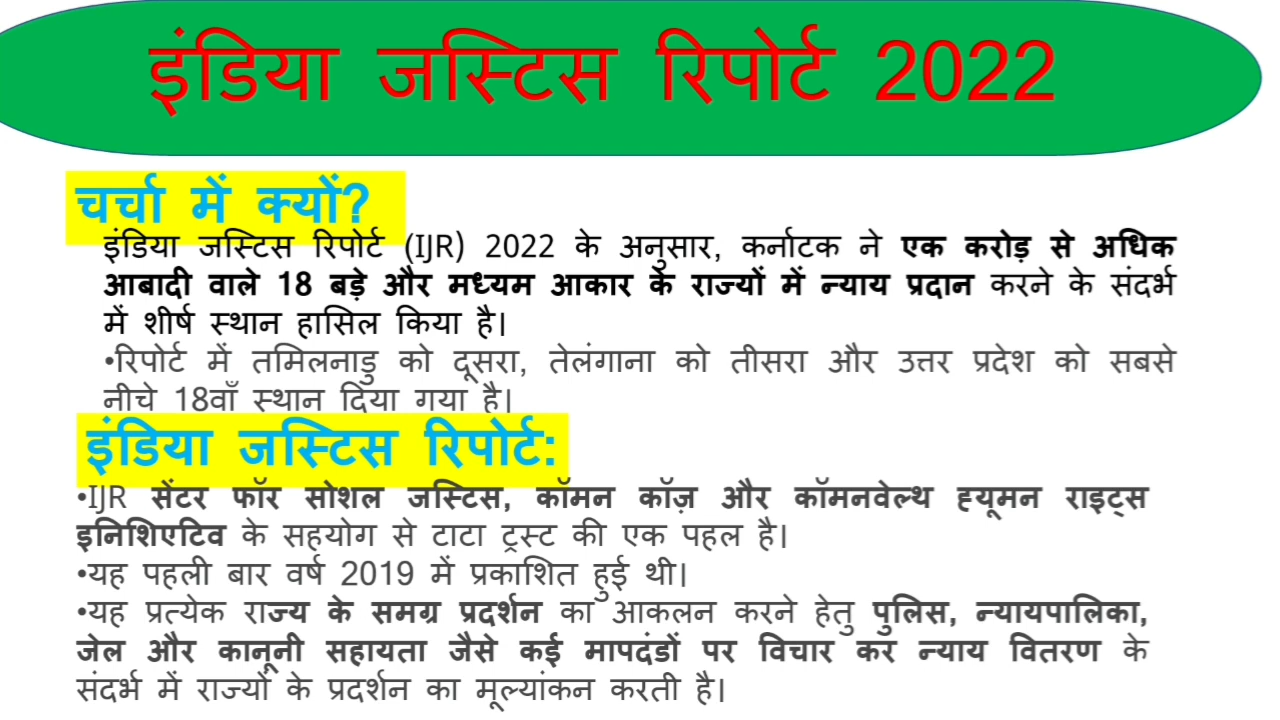 इंडिया जस्टिस रिपोर्ट 2022
चर्चा में क्यों?
इंडिया जस्टिस रिपोर्ट (IJR) 2022 के अनुसार, कर्नाटक ने एक करोड़ से अधिक
आबादी वाले 18 बड़े और मध्यम आकार के राज्यों में न्याय प्रदान करने के संदर्भ
में शीर्ष स्थान हासिल किया है।
•रिपोर्ट में तमिलनाडु को दूसरा, तेलंगाना को तीसरा और उत्तर प्रदेश को सबसे
नीचे 18वाँ स्थान दिया गया है।
इंडिया जस्टिस रिपोर्ट:
•IJR सेंटर फॉर सोशल जस्टिस, कॉमन कॉज़ और कॉमनवेल्थ ह्यूमन राइट्स
इनिशिएटिव के सहयोग से टाटा ट्रस्ट की एक पहल है।
•यह पहली बार वर्ष 2019 में प्रकाशित हुई थी।
•यह प्रत्येक राज्य के समग्र प्रदर्शन का आकलन करने हेतु पुलिस, न्यायपालिका,
जेल और कानूनी सहायता जैसे कई मापदंडों पर विचार कर न्याय वितरण के
संदर्भ में राज्यों के प्रदर्शन का मूल्यांकन करती है।